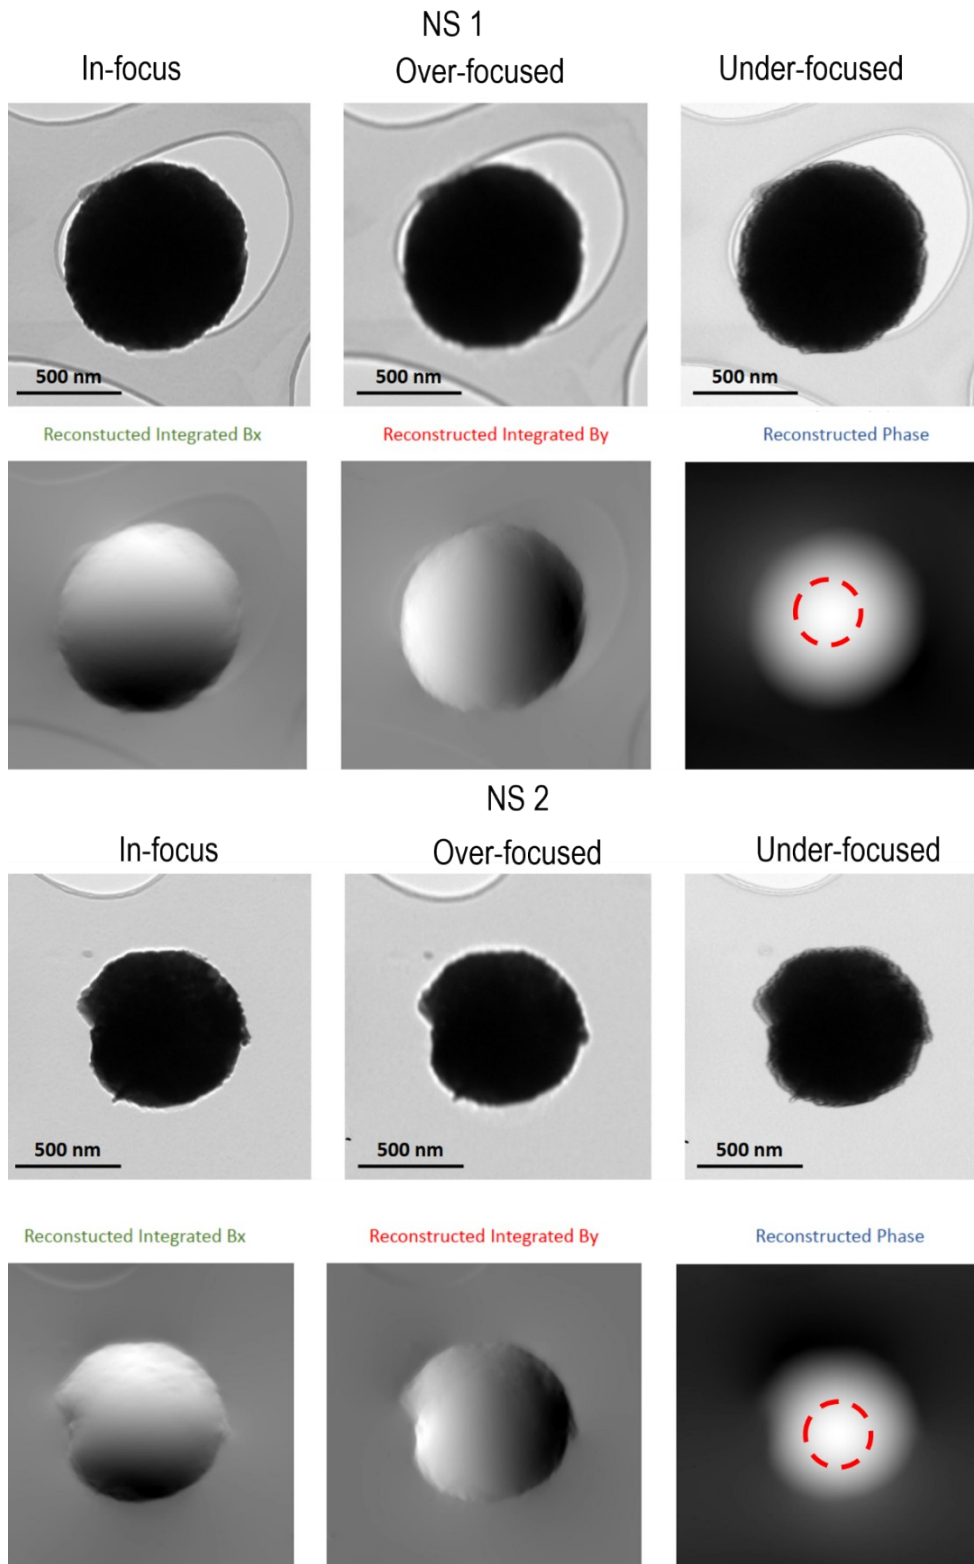 NS 1
In-focus Over-focused Under-focused
500 nm 500 nm 500 nm
Reconstucted Integrated Bx Reconstructed Integrated By Reconstructed Phase
NS 2
In-focus Over-focused Under-focused
500 nm 500 nm 500 nm
Reconstucted Integrated Bx Reconstructed Integrated By Reconstructed Phase